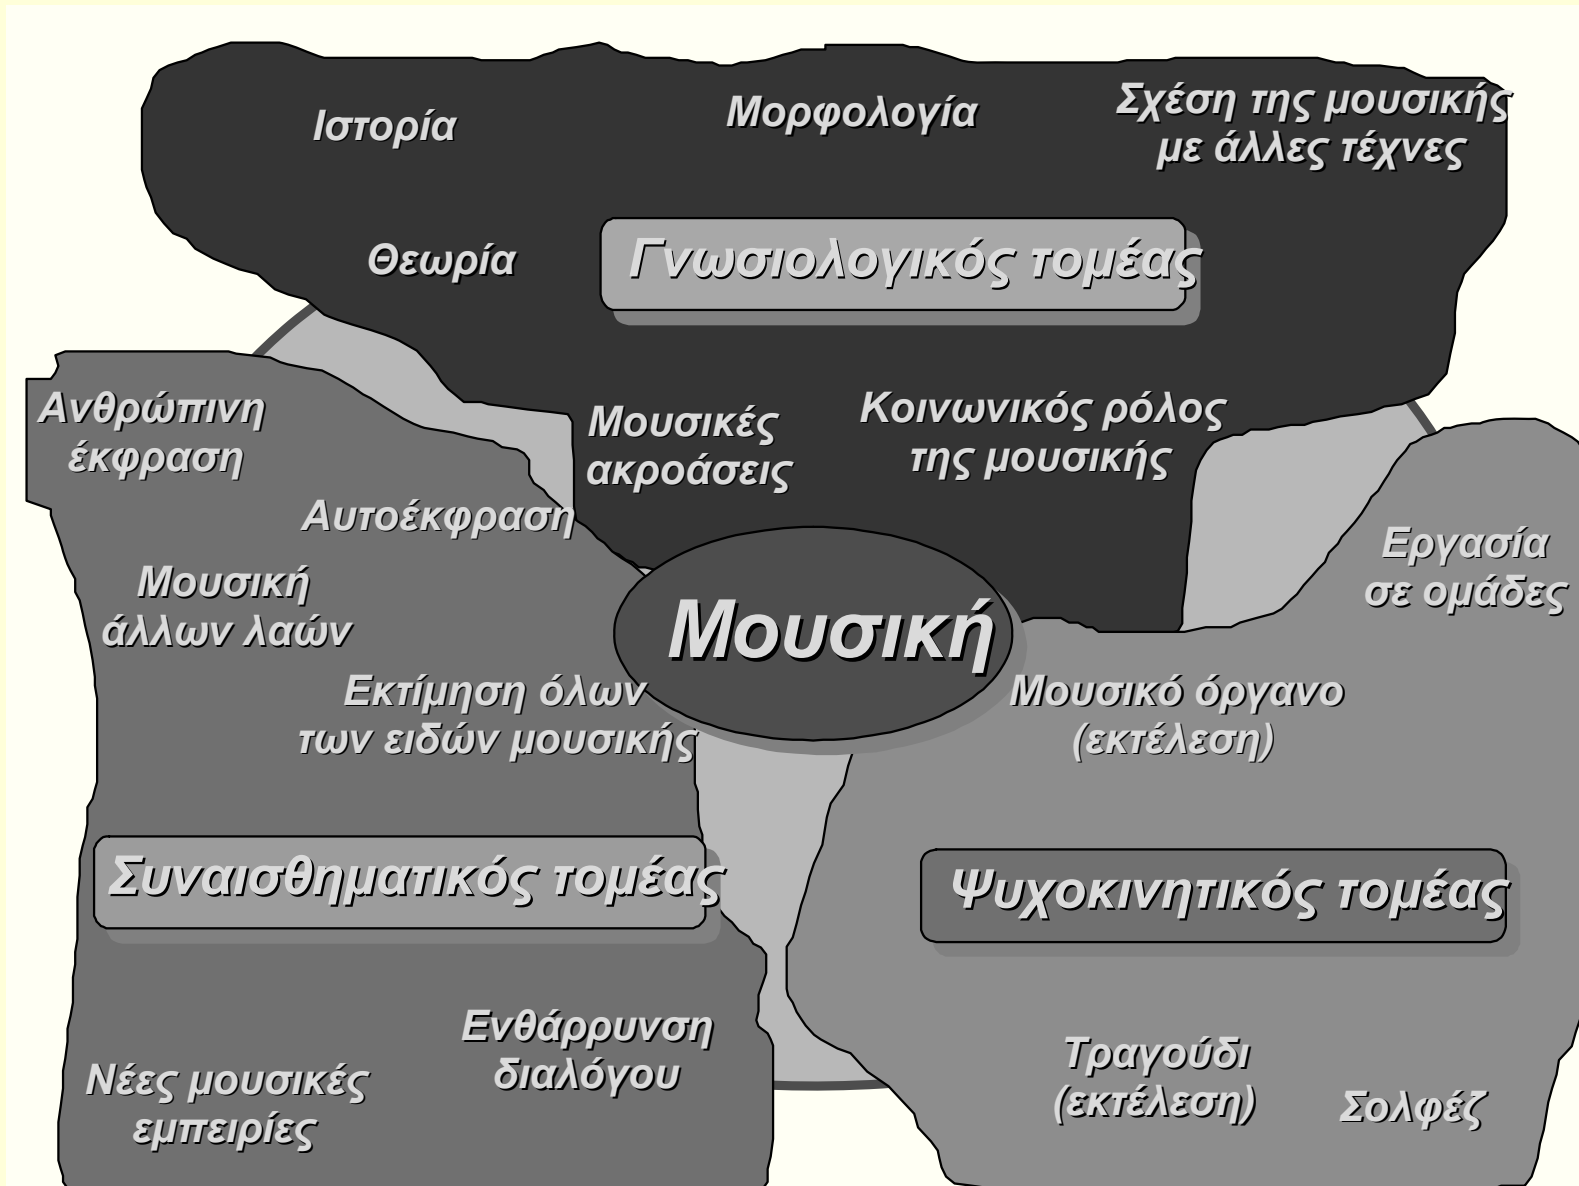 Ιστορία
Μορφολογία
Σχέση της μουσικής
με άλλες τέχνες
Θεωρία
Γνωσιολογικός τομέας
Μουσικές
ακροάσεις
Κοινωνικός ρόλος
της μουσικής
Ανθρώπινη
έκφραση
Αυτοέκφραση
Μουσική
άλλων λαών
Εκτίμηση όλων
των ειδών μουσικής
Μουσική
Εργασία
σε ομάδες
Μουσικό όργανο
(εκτέλεση)
Συναισθηματικός τομέας
Ψυχοκινητικός τομέας
Ενθάρρυνση
διαλόγου
Νέες μουσικές
εμπειρίες
Τραγούδι
(εκτέλεση)
Σολφέζ